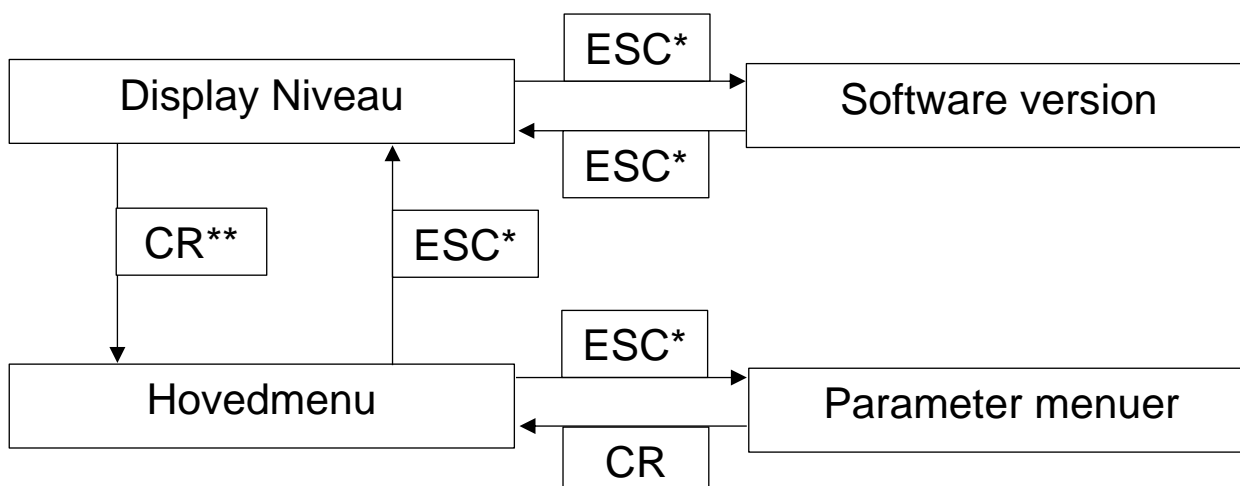 ESC*
Display Niveau
Software version
ESC*
CR**
ESC*
ESC*
Hovedmenu
Parameter menuer
CR